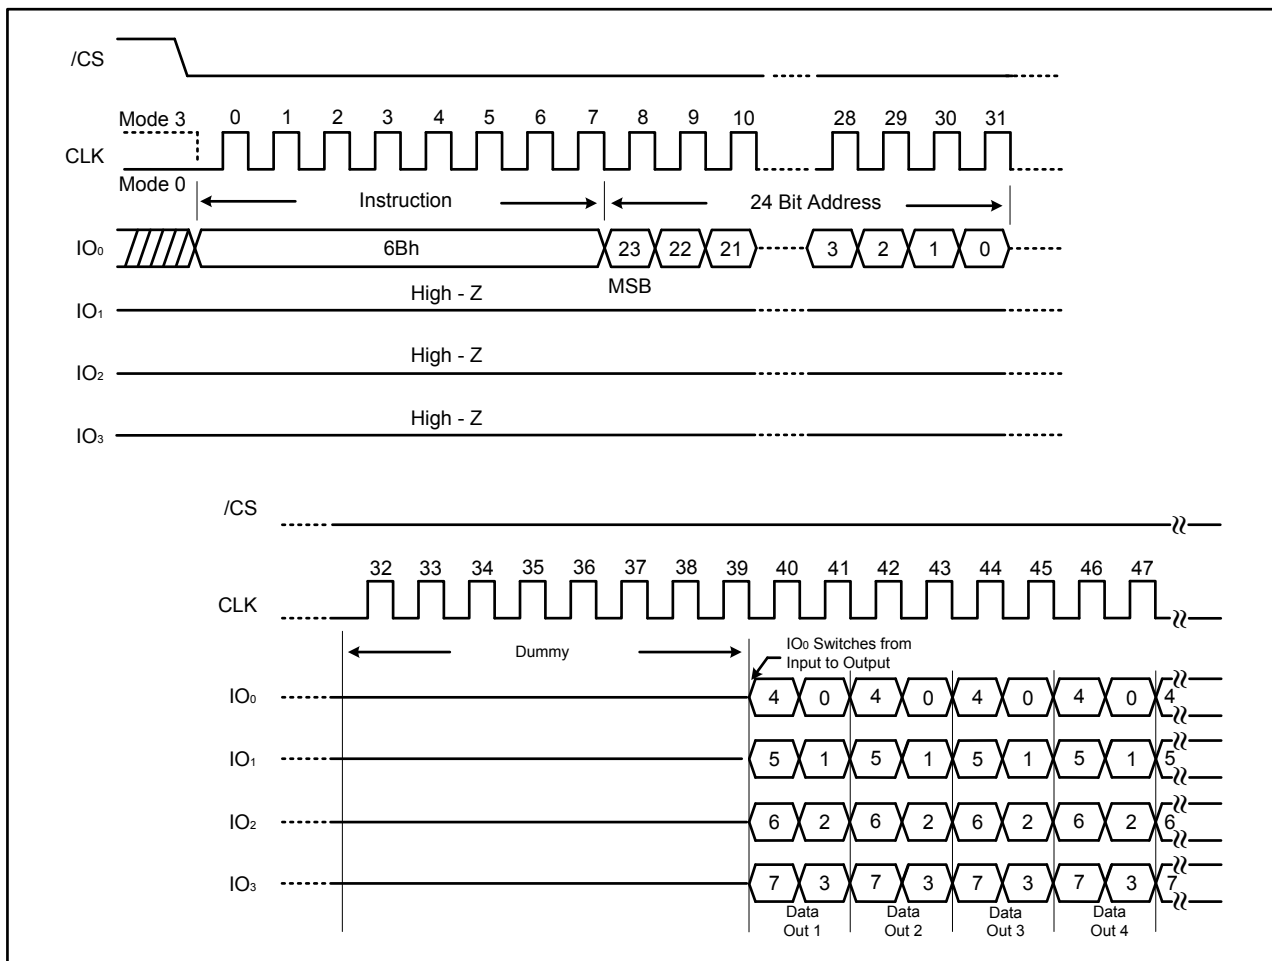 /CS
Mode 3 0 1 2 3 4 5 6 7 8 9 10 28 29 30 31
CLK
Mode 0
Instruction 24 Bit Address
IO0 6Bh 23 22 21 3 2 1 0
MSB
High - Z
IO1
High - Z
IO2
High - Z
IO3
/CS
32 33 34 35 36 37 38 39 40 41 42 43 44 45 46 47
CLK
Dummy
IO0 Switches from
Input to Output
IO0 4 0 4 0 4 0 4 0 4
IO1 5 1 5 1 5 1 5 1 5
IO2 6 2 6 2 6 2 6 2 6
IO3 7 3 7 3 7 3 7 3 7
Data Data Data Data
Out 1 Out 2 Out 3 Out 4